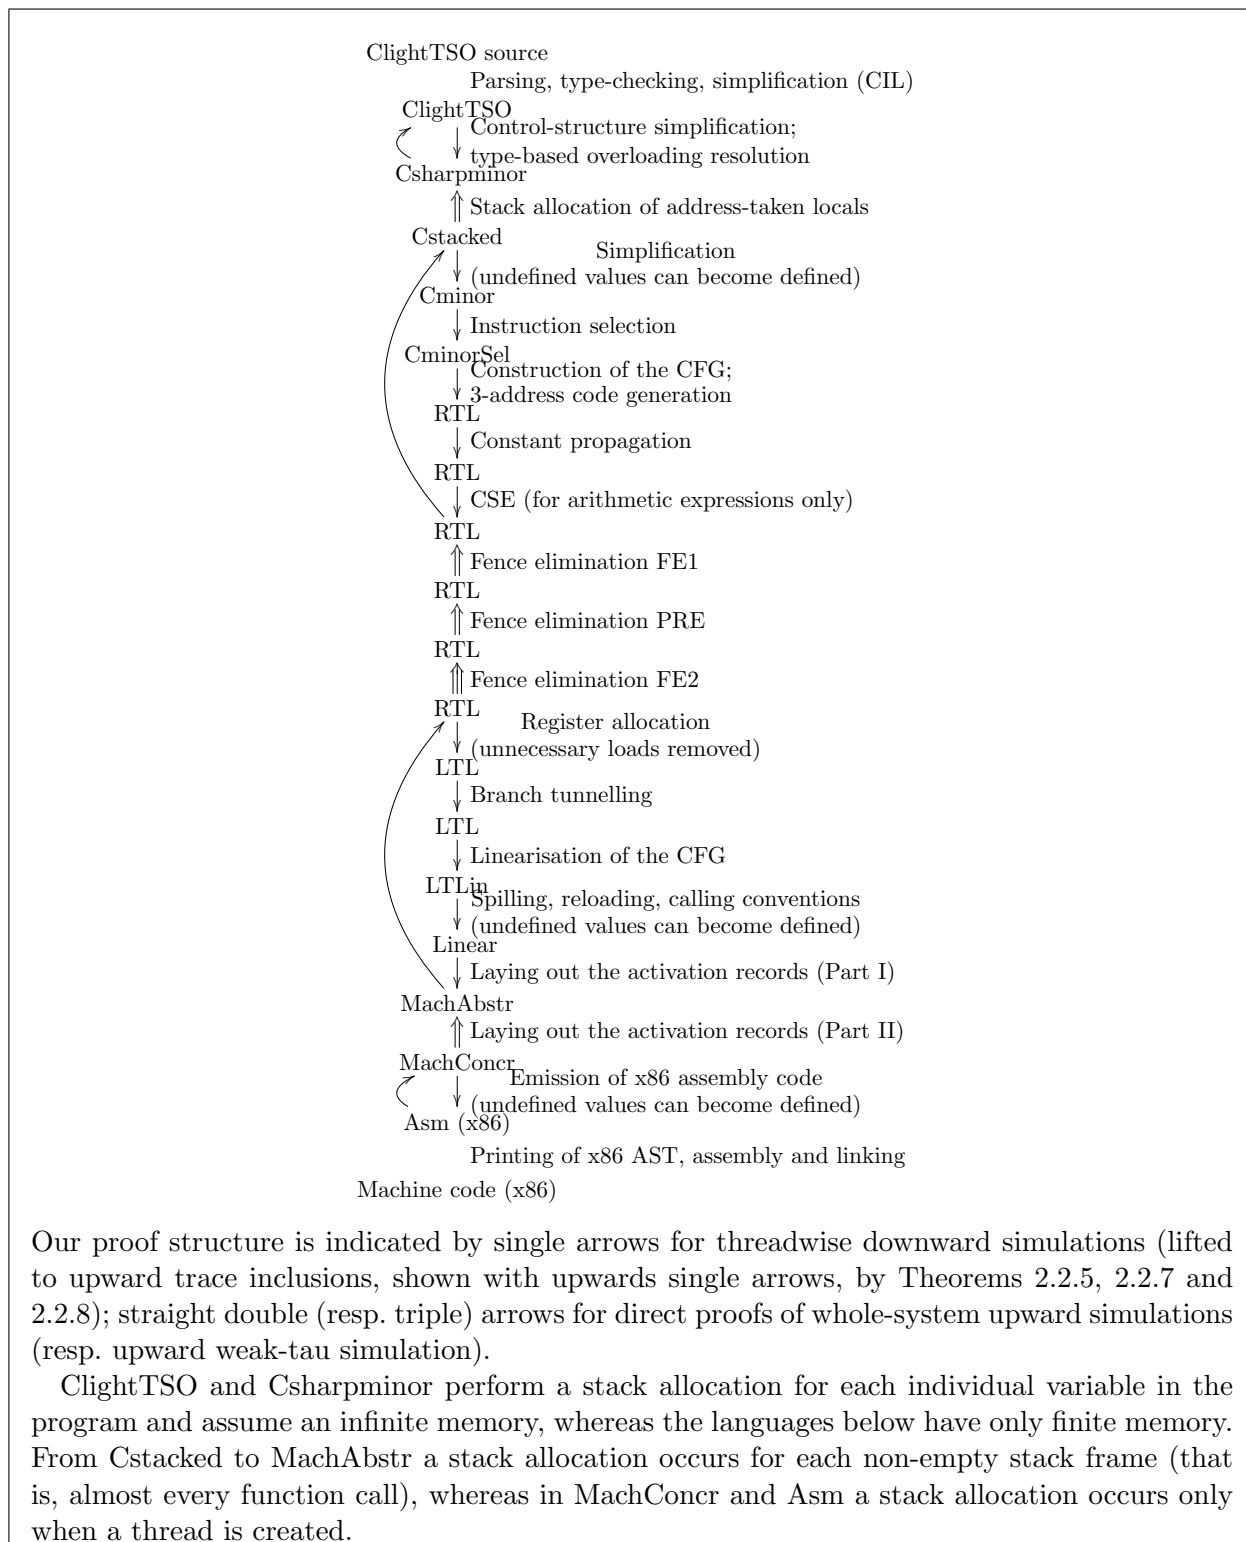 ClightTSO source
Parsing, type-checking, simplification (CIL)
ClightTSO
Control-structure simplification;
type-based overloading resolution
Csharpminor
Stack allocation of address-taken locals
Cstacked
Simplification
(undefined values can become defined)
Cminor
Instruction selection
CminorSel
Construction of the CFG;
3-address code generation
RTL
Constant propagation
RTL
CSE (for arithmetic expressions only)
RTL
Fence elimination FE1
RTL
Fence elimination PRE
RTL
Fence elimination FE2
RTL
Register allocation
(unnecessary loads removed)
LTL
Branch tunnelling
LTL
Linearisation of the CFG
LTLin
Spilling, reloading, calling conventions
(undefined values can become defined)
Linear
Laying out the activation records (Part I)
MachAbstr
Laying out the activation records (Part II)
MachConcr
Emission of x86 assembly code
(undefined values can become defined)
Asm (x86)
Printing of x86 AST, assembly and linking
Machine code (x86)
Our proof structure is indicated by single arrows for threadwise downward simulations (lifted
to upward trace inclusions, shown with upwards single arrows, by Theorems 2.2.5, 2.2.7 and
2.2.8); straight double (resp. triple) arrows for direct proofs of whole-system upward simulations
(resp. upward weak-tau simulation).
ClightTSO and Csharpminor perform a stack allocation for each individual variable in the
program and assume an infinite memory, whereas the languages below have only finite memory.
From Cstacked to MachAbstr a stack allocation occurs for each non-empty stack frame (that
is, almost every function call), whereas in MachConcr and Asm a stack allocation occurs only
when a thread is created.